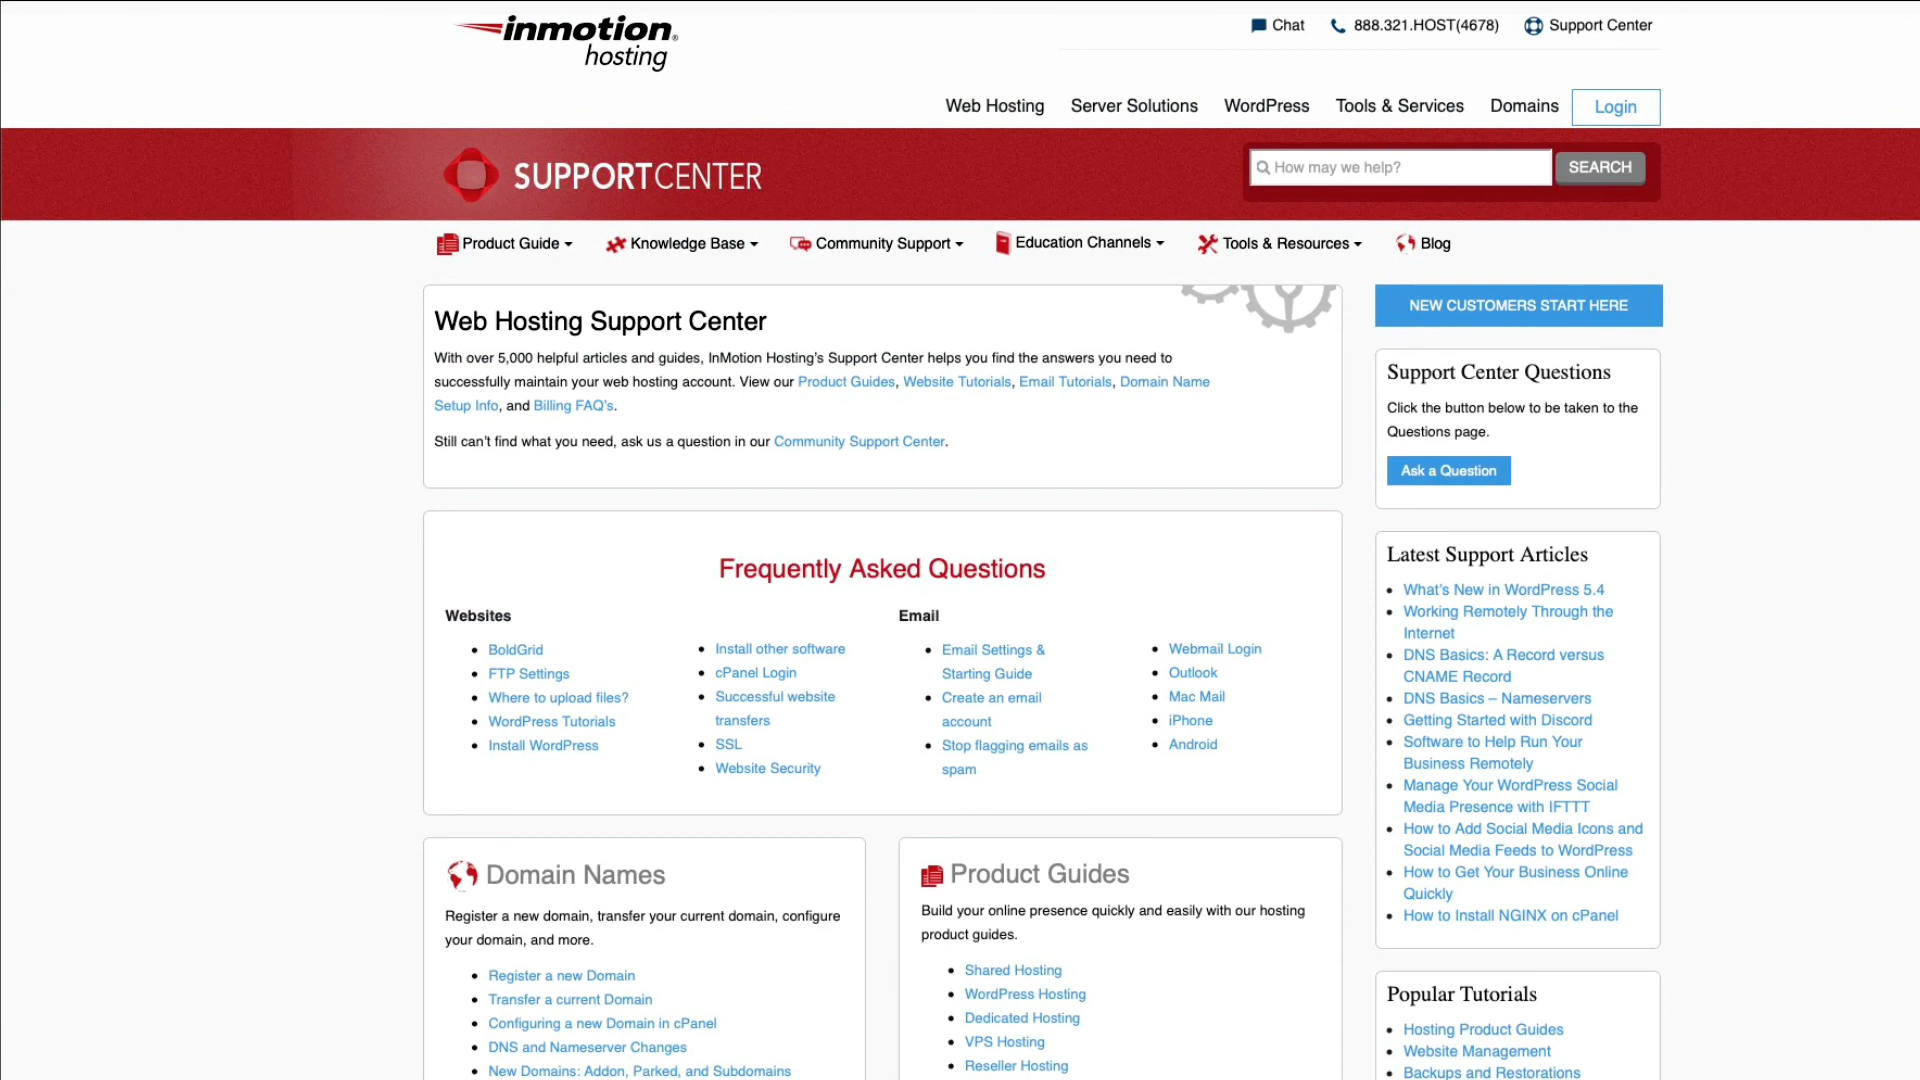 inmotion®
hosting
Chat
888.321.HOST(4678)
Support Center
Web Hosting
Server Solutions
WordPress
Tools & Services
Domains
Login
SUPPORTCENTER
How may we help?
SEARCH
Product Guide
Knowledge Base
Community Support
Education Channels
Tools & Resources
Blog
Web Hosting Support Center
With over 5,000 helpful articles and guides, InMotion Hosting's Support Center helps you find the answers you need to
successfully maintain your web hosting account. View our Product Guides, Website Tutorials, Email Tutorials, Domain Name
Setup Info, and Billing FAQ's.
Still can't find what you need, ask us a question in our Community Support Center.
Frequently Asked Questions
Websites
BoldGrid
FTP Settings
Where to upload files?
WordPress Tutorials
Install WordPress
Install other software
cPanel Login
Successful website
transfers
SSL
Website Security
Email
Email Settings &
Starting Guide
Create an email
account
Stop flagging emails as
spam
Webmail Login
Outlook
Mac Mail
iPhone
Android
Domain Names
Register a new domain, transfer your current domain, configure
your domain, and more.
Register a new Domain
Transfer a current Domain
Configuring a new Domain in cPanel
DNS and Nameserver Changes
New Domains: Addon, Parked, and Subdomains
Product Guides
Build your online presence quickly and easily with our hosting
product guides.
Shared Hosting
WordPress Hosting
Dedicated Hosting
VPS Hosting
Reseller Hosting
NEW CUSTOMERS START HERE
Support Center Questions
Click the button below to be taken to the
Questions page.
Ask a Question
Latest Support Articles
What's New in WordPress 5.4
Working Remotely Through the
Internet
DNS Basics: A Record versus
CNAME Record
DNS Basics – Nameservers
Getting Started with Discord
Software to Help Run Your
Business Remotely
Manage Your WordPress Social
Media Presence with IFTTT
How to Add Social Media Icons and
Social Media Feeds to WordPress
How to Get Your Business Online
Quickly
How to Install NGINX on cPanel
Popular Tutorials
Hosting Product Guides
Website Management
Backups and Restorations